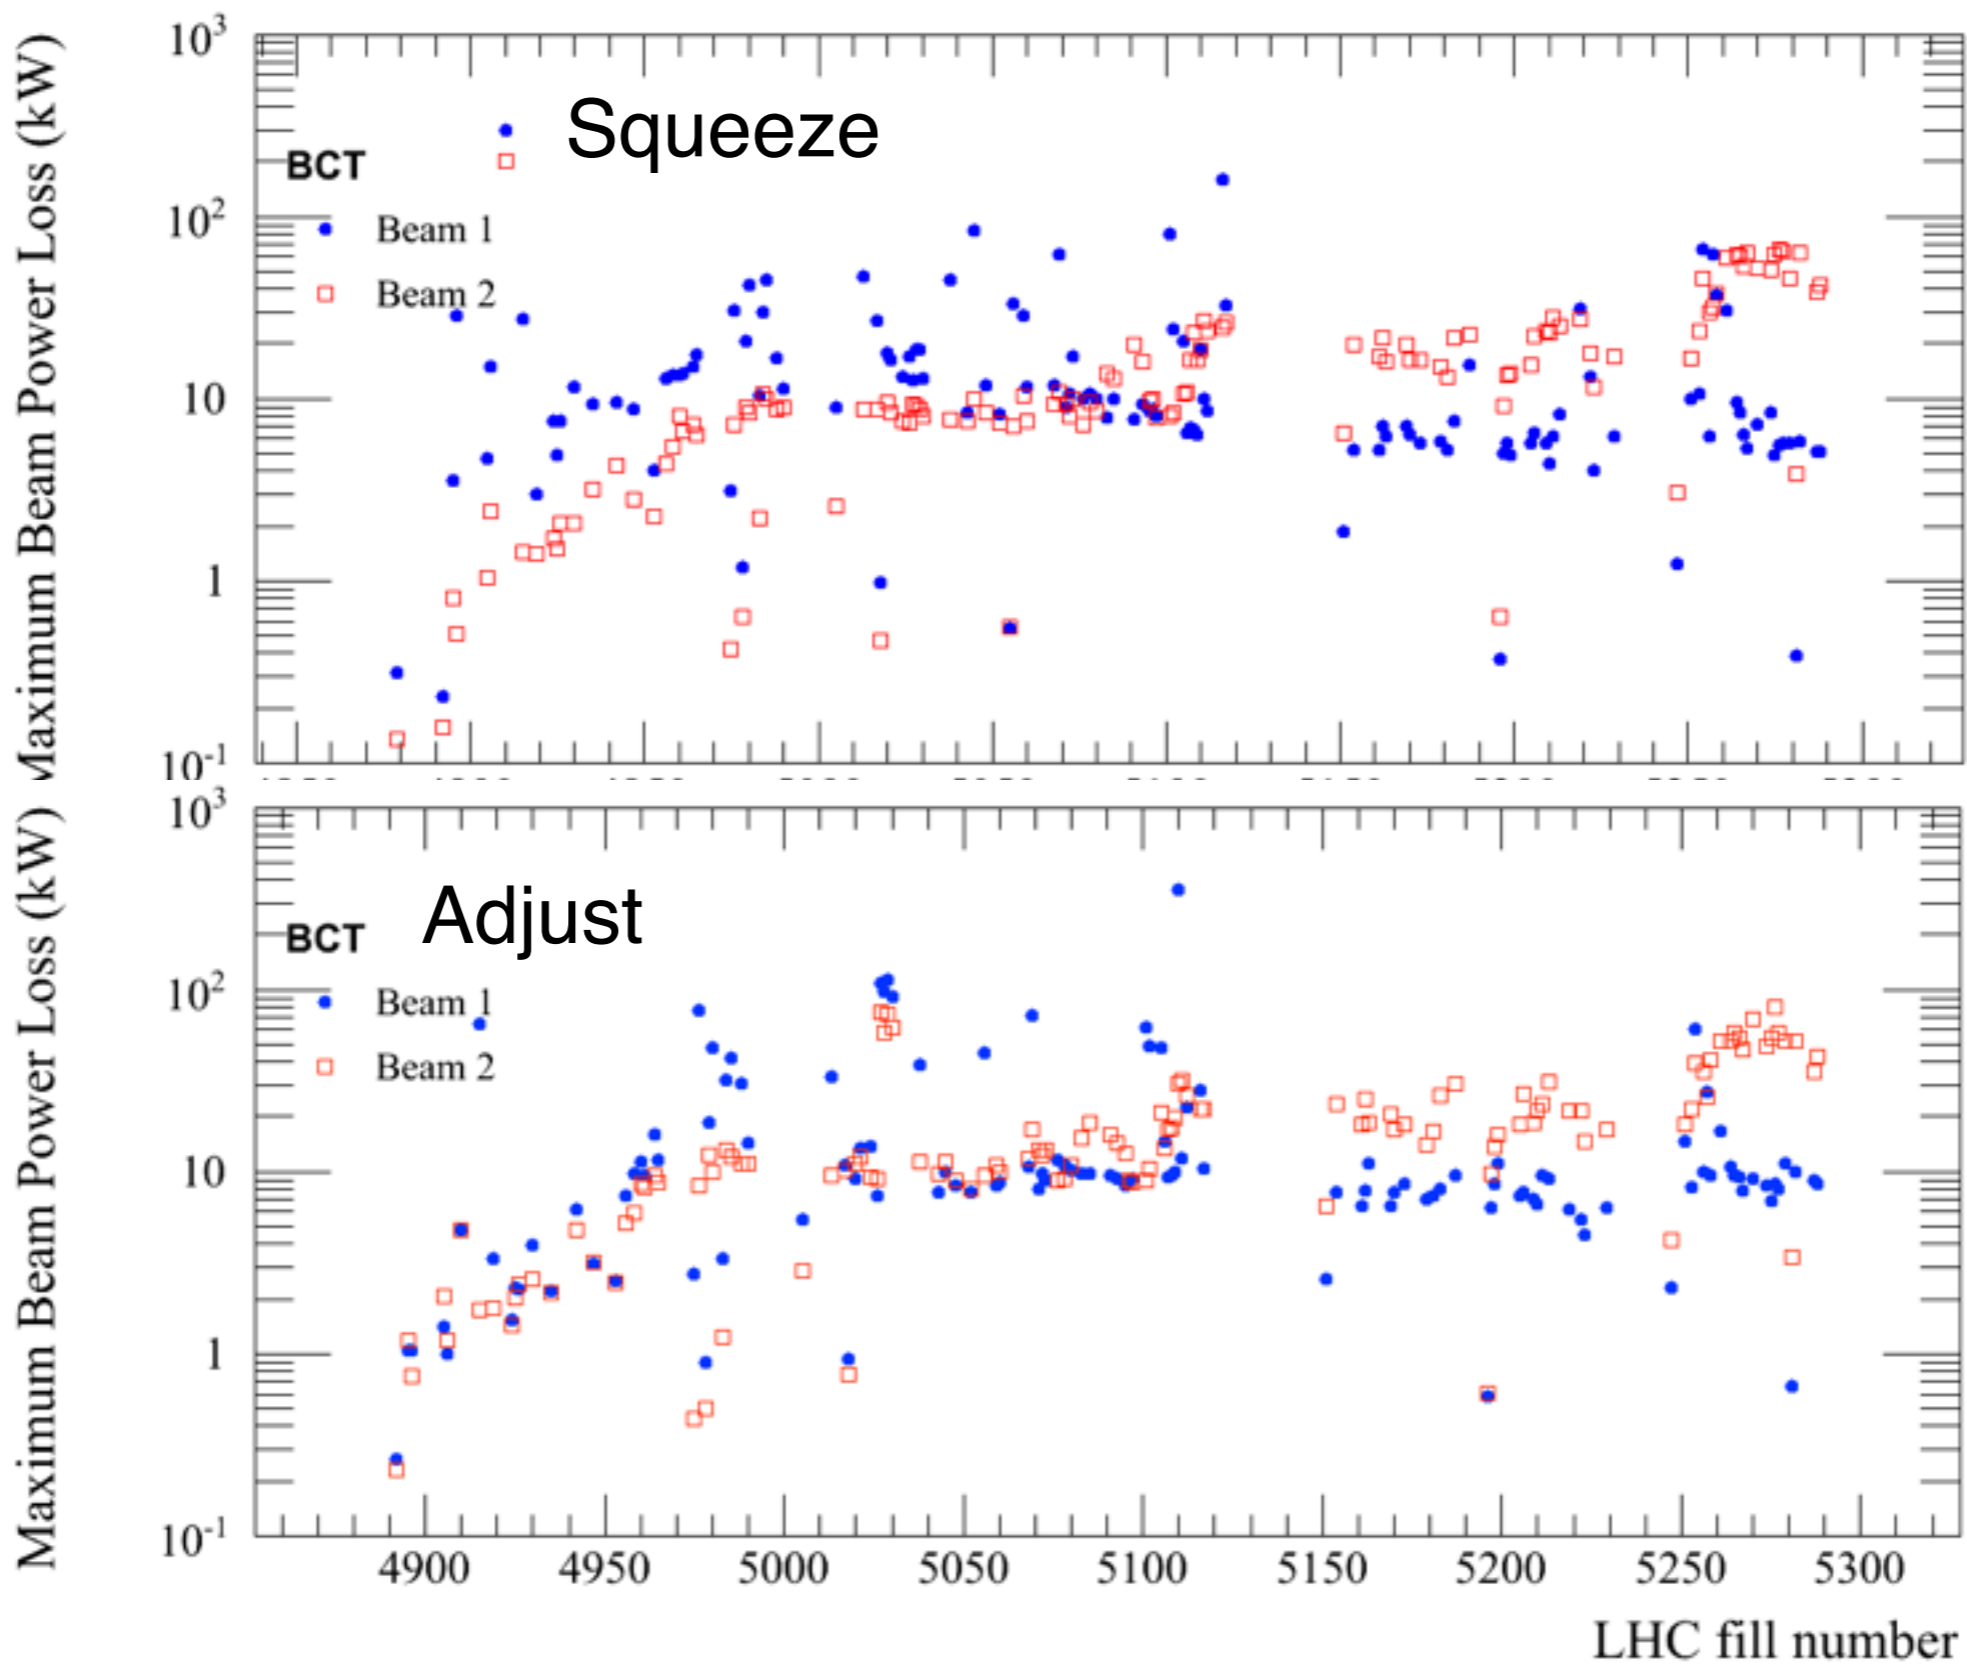 10³
Squeeze
BCT
10²
Beam 1
Beam 2
10
1
10⁻¹
Maximum Beam Power Loss (kW)
10³
Adjust
BCT
10²
Beam 1
Beam 2
10
1
10⁻¹
Maximum Beam Power Loss (kW)
4900 4950 5000 5050 5100 5150 5200 5250 5300
LHC fill number